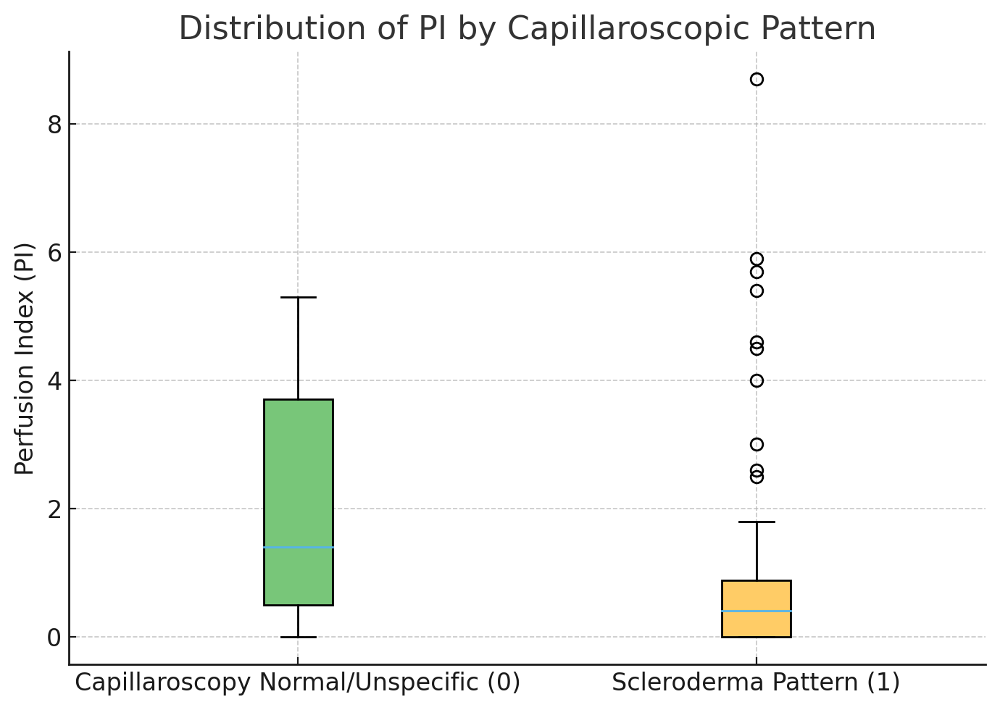 Distribution of PI by Capillaroscopic Pattern
8
6
4
2
0
Perfusion Index (PI)
Capillaroscopy Normal/Unspecific (0)
Scleroderma Pattern (1)